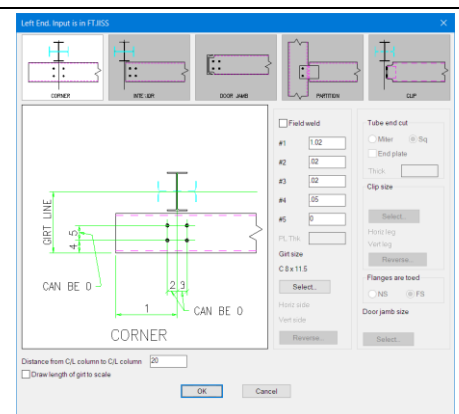 Left End. Input is in FT.IISS
CORNER
INTERIOR
DOOR JAMB
PARTITION
CLIP
GIRT LINE
5
4
CAN BE 0
2
3
CAN BE 0
1
CORNER
Field weld
#1 1.02
#2 .02
#3 .02
#4 .05
#5 0
PL Thk
Girt size
C 8 x 11.5
Select..
Horiz side
Vert side
Reverse...
Tube end cut
Miter Sq
End plate
Thick
Clip size
Select...
Horiz leg
Vert leg
Reverse...
Flanges are toed
NS FS
Door jamb size
Select...
Distance from C/L column to C/L column 20
Draw length of girt to scale
OK Cancel